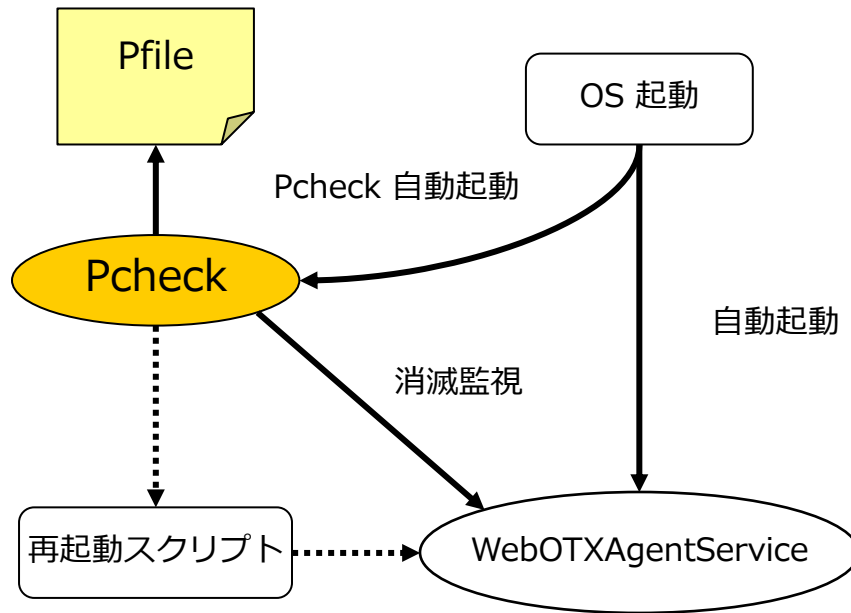 Pfile
OS 起動
Pcheck 自動起動
Pcheck
自動起動
消滅監視
再起動スクリプト
WebOTXAgentService